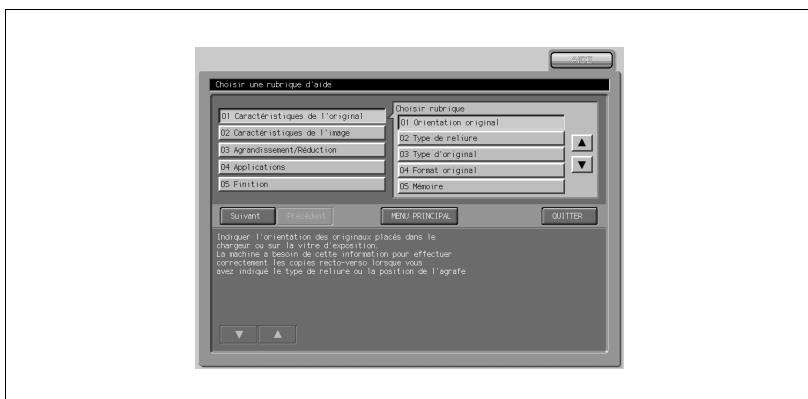 AIDE
Choisir une rubrique d'aide
01 Caractéristiques de l'original
02 Caractéristiques de l'image
03 Agrandissement/Réduction
04 Applications
05 Finition
Choisir rubrique
01 Orientation original
02 Type de reliure
03 Type d'original
04 Format original
05 Mémoire
Suivant Précédent MENU PRINCIPAL QUITTER
Indiquer l'orientation des originaux placés dans le
chargeur ou sur la vitre d'exposition.
La machine a besoin de cette information pour effectuer
correctement les copies recto-verso lorsque vous
avez indiqué le type de reliure ou la position de l'agrafe